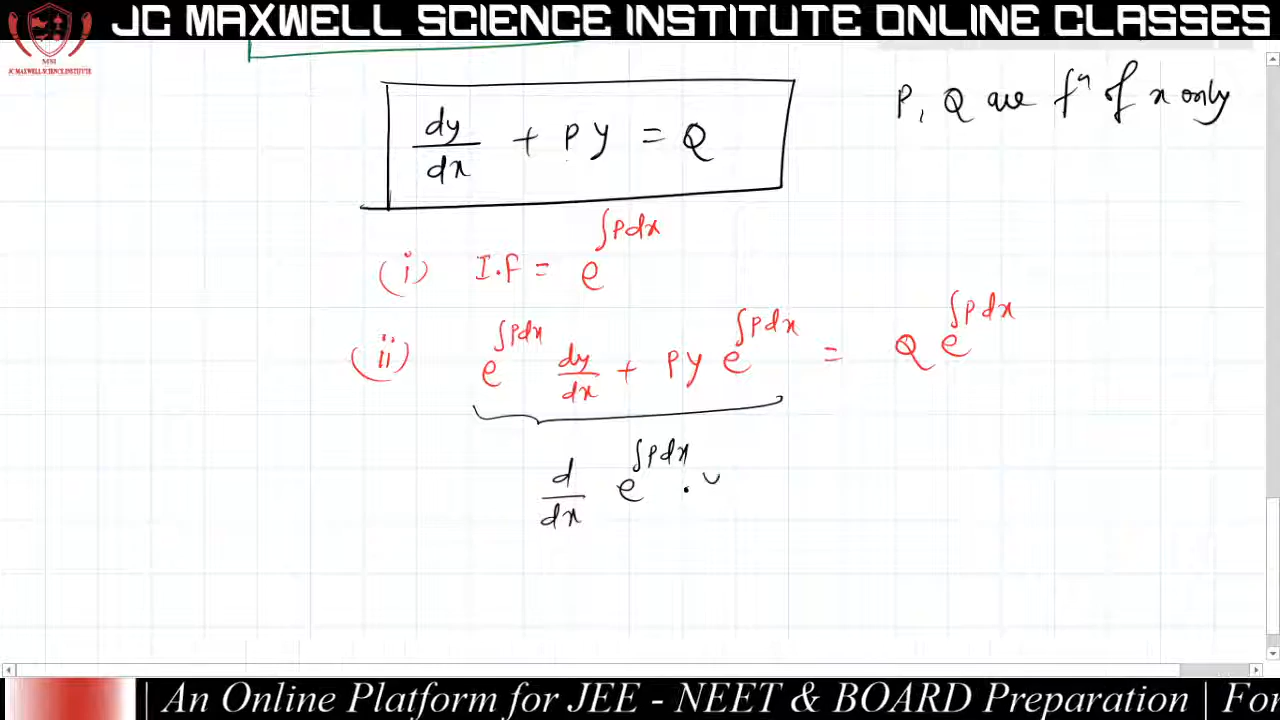 JC MAXWELL SCIENCE INSTITUTE ONLINE CLASSES
MSI
JC MAXWELL SCIENCE INSTITUTE
P, Q are fⁿ of x only
dy/dx + Py = Q
(i) I.F = e^∫Pdx
(ii) e^∫Pdx dy/dx + Py e^∫Pdx = Q e^∫Pdx
d/dx e^∫Pdx .
| An Online Platform for JEE - NEET & BOARD Preparation | For